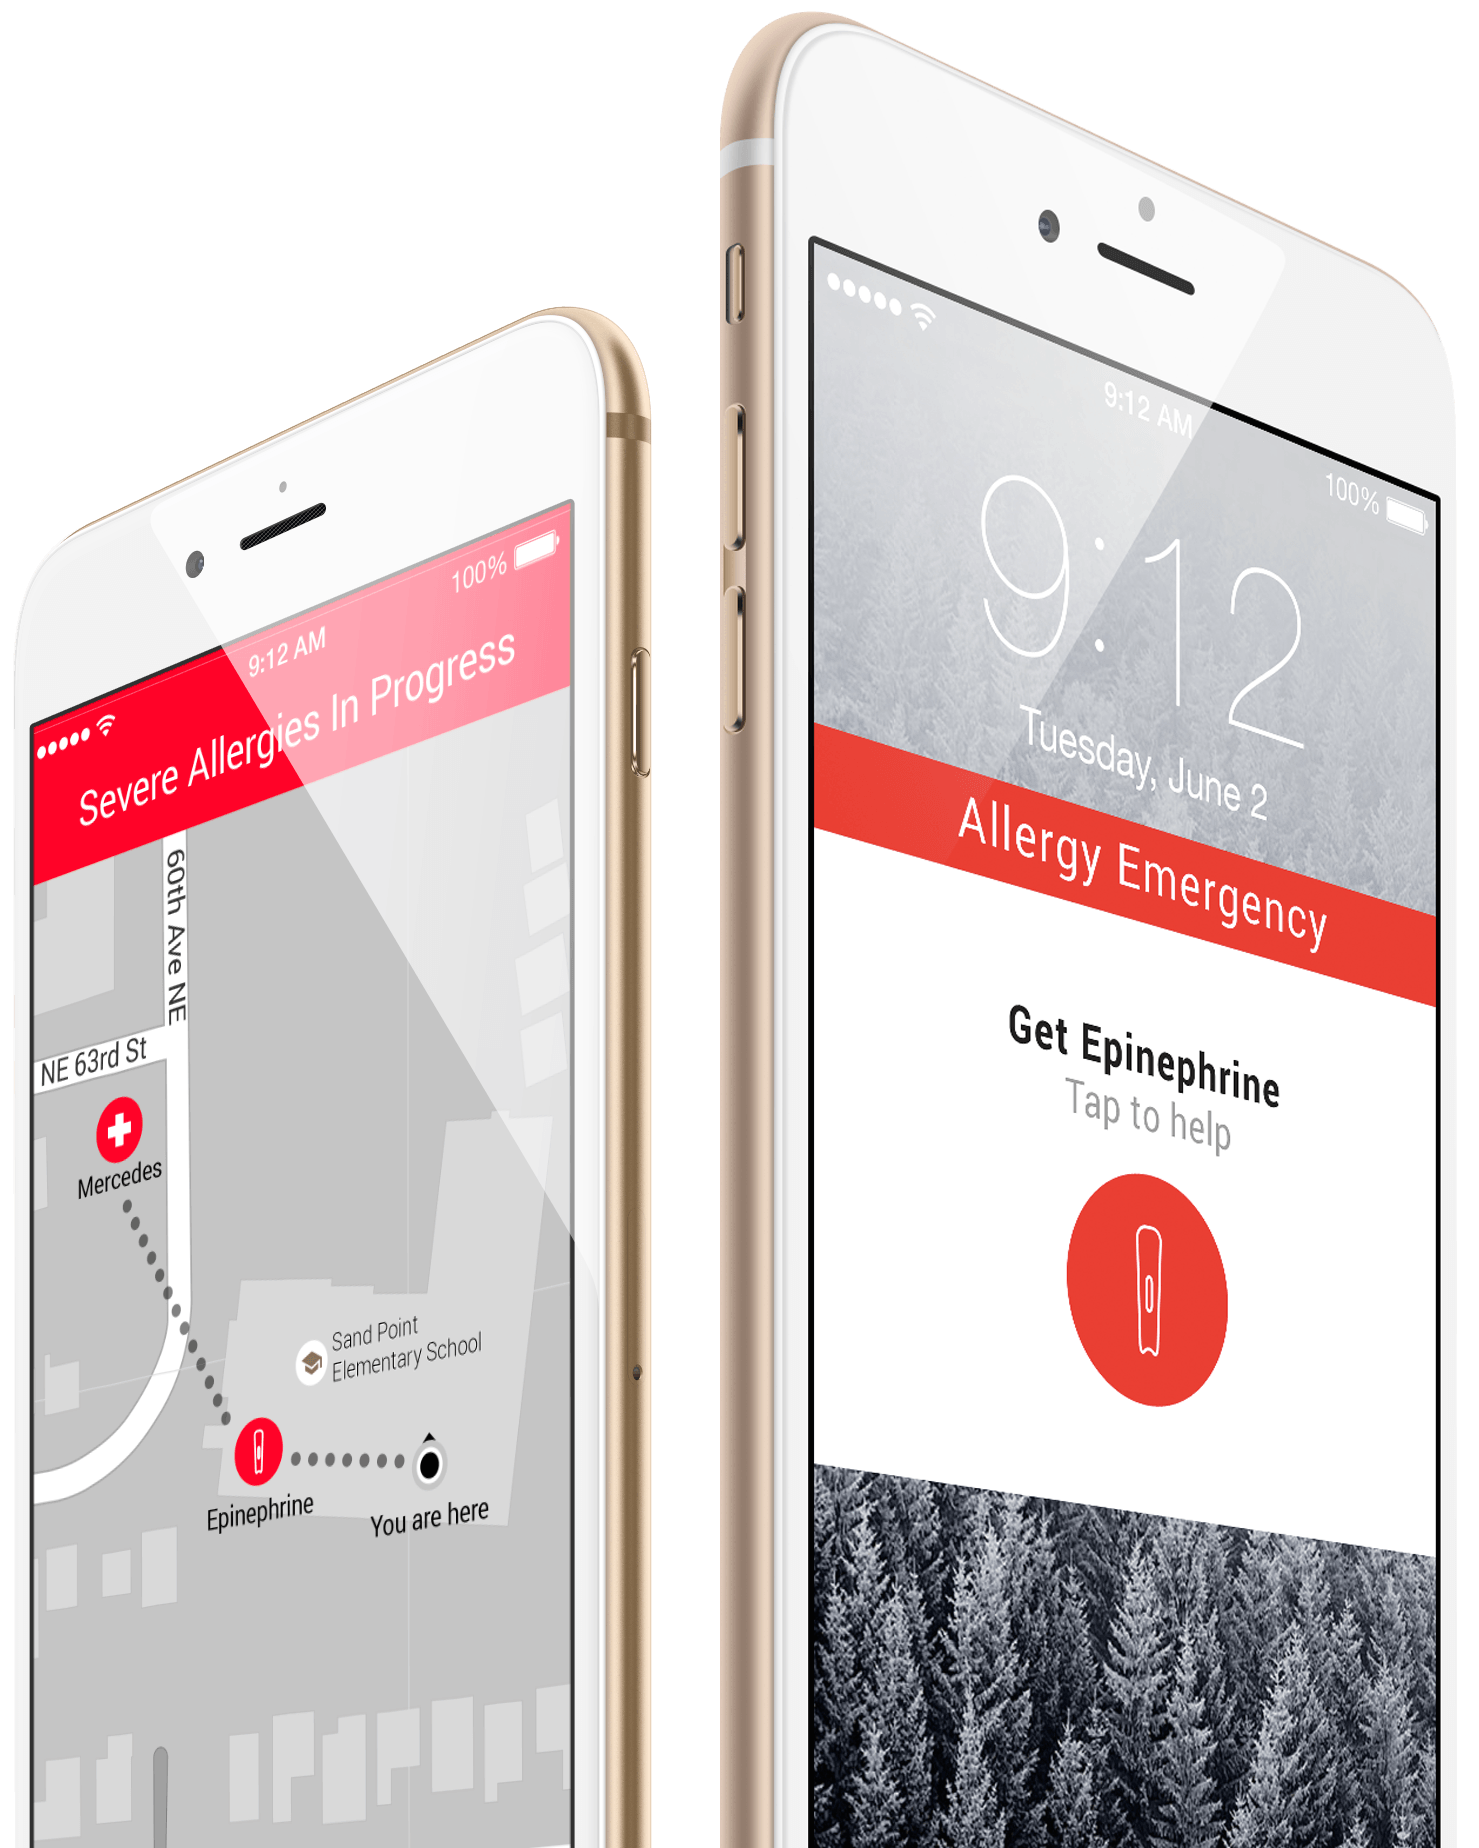 100%
9:12 AM
Severe Allergies In Progress
60th Ave NE
NE 63rd St
Mercedes
Sand Point
Elementary School
Epinephrine
You are here
9:12 AM
100%
9:12
Tuesday, June 2
Allergy Emergency
Get Epinephrine
Tap to help